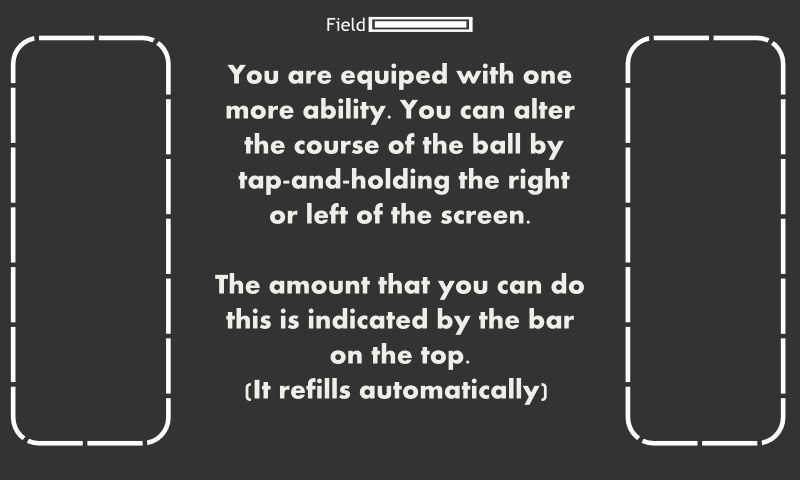 Field
You are equiped with one
more ability. You can alter
the course of the ball by
tap-and-holding the right
or left of the screen.
The amount that you can do
this is indicated by the bar
on the top.
(It refills automatically)